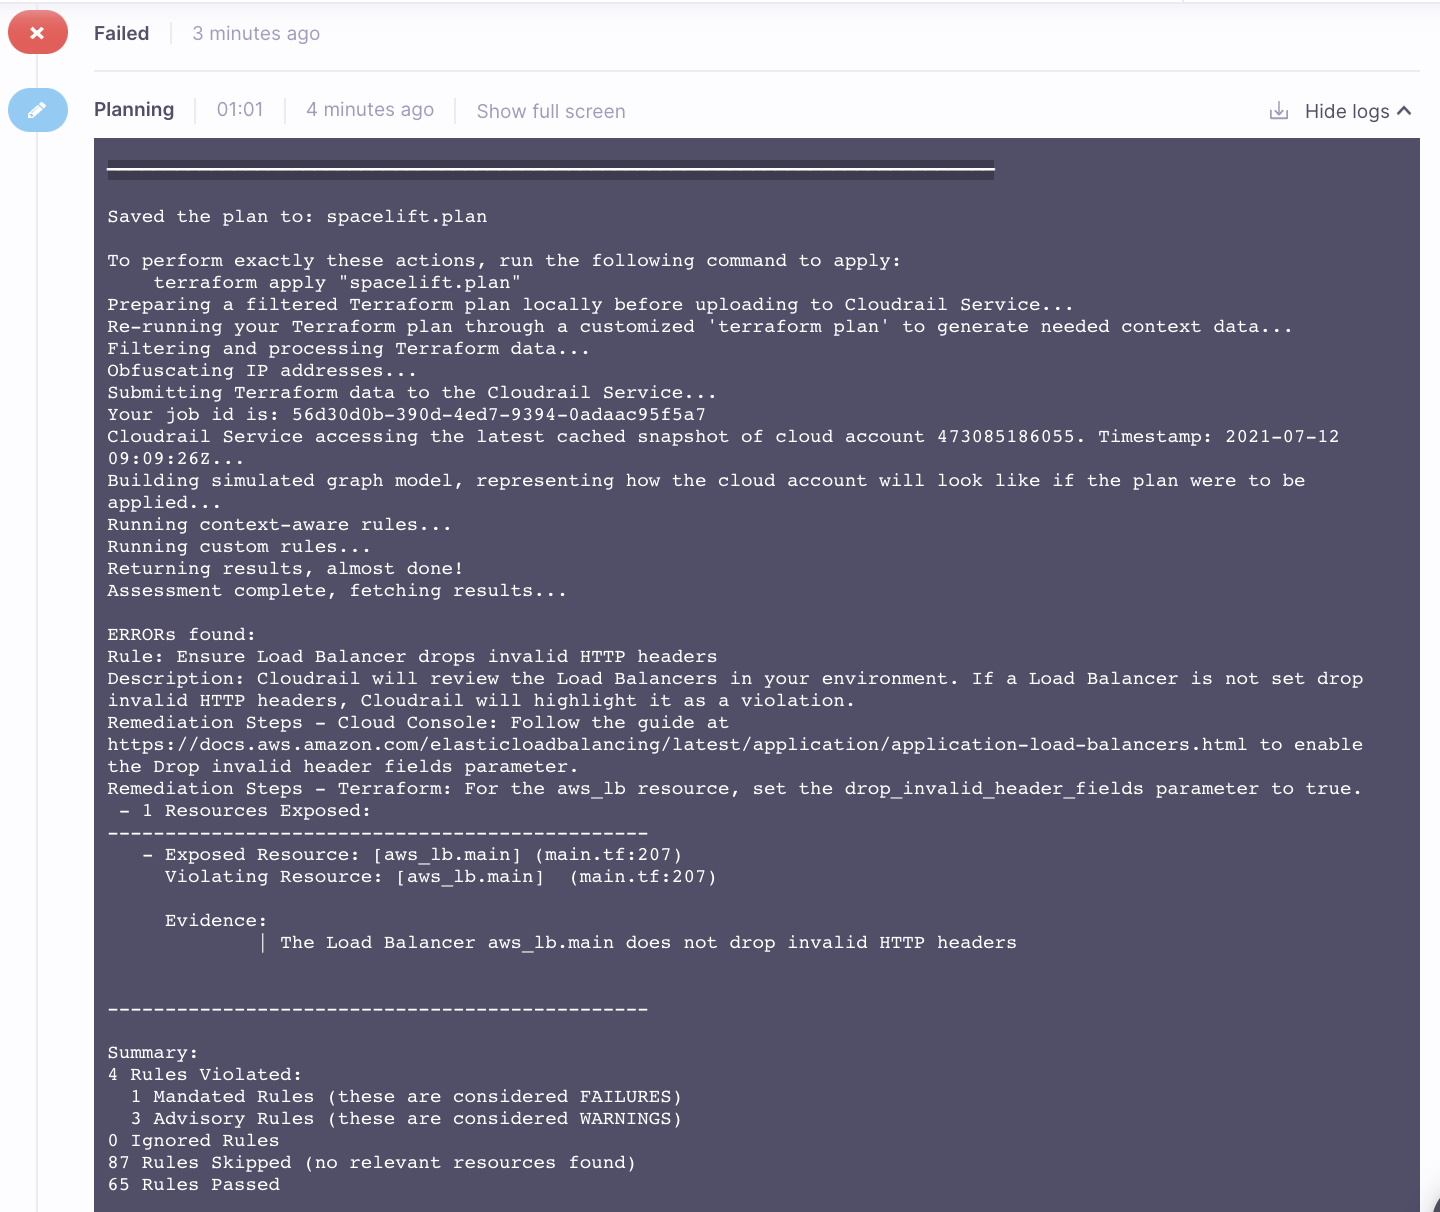 Failed 3 minutes ago
Planning 01:01 4 minutes ago Show full screen Hide logs
Saved the plan to: spacelift.plan
To perform exactly these actions, run the following command to apply:
terraform apply "spacelift.plan"
Preparing a filtered Terraform plan locally before uploading to Cloudrail Service...
Re-running your Terraform plan through a customized 'terraform plan' to generate needed context data...
Filtering and processing Terraform data...
Obfuscating IP addresses...
Submitting Terraform data to the Cloudrail Service...
Your job id is: 56d30d0b-390d-4ed7-9394-0adaac95f5a7
Cloudrail Service accessing the latest cached snapshot of cloud account 473085186055. Timestamp: 2021-07-12
09:09:26Z...
Building simulated graph model, representing how the cloud account will look like if the plan were to be
applied...
Running context-aware rules...
Running custom rules...
Returning results, almost done!
Assessment complete, fetching results...
ERRORs found:
Rule: Ensure Load Balancer drops invalid HTTP headers
Description: Cloudrail will review the Load Balancers in your environment. If a Load Balancer is not set drop
invalid HTTP headers, Cloudrail will highlight it as a violation.
Remediation Steps - Cloud Console: Follow the guide at
https://docs.aws.amazon.com/elasticloadbalancing/latest/application/application-load-balancers.html to enable
the Drop invalid header fields parameter.
Remediation Steps - Terraform: For the aws_lb resource, set the drop_invalid_header_fields parameter to true.
- 1 Resources Exposed:
-----------------------------------------------
- Exposed Resource: [aws_lb.main] (main.tf:207)
Violating Resource: [aws_lb.main]  (main.tf:207)
Evidence:
| The Load Balancer aws_lb.main does not drop invalid HTTP headers
-----------------------------------------------
Summary:
4 Rules Violated:
1 Mandated Rules (these are considered FAILURES)
3 Advisory Rules (these are considered WARNINGS)
0 Ignored Rules
87 Rules Skipped (no relevant resources found)
65 Rules Passed